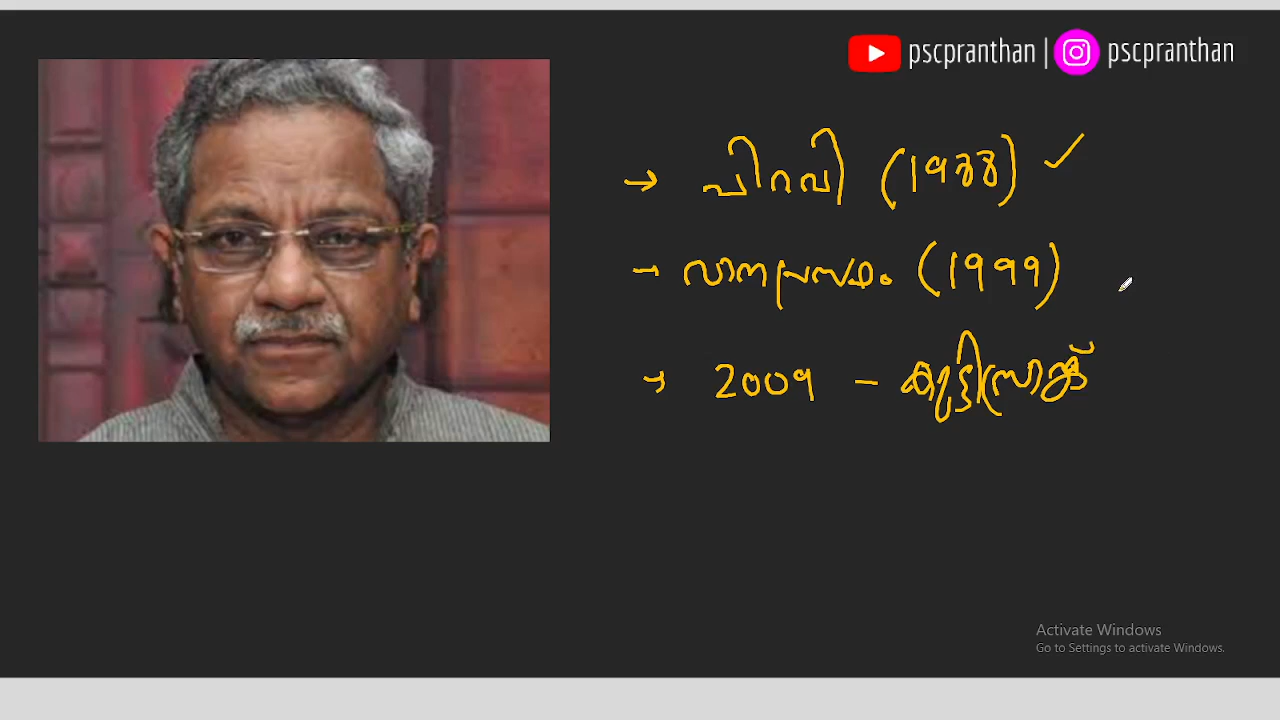 pscpranthan | pscpranthan
→ പിറവി (1988) ✓
→ വാനപ്രസ്ഥം (1999)
→ 2009 – കുട്ടിസ്രാങ്ക്
Activate Windows
Go to Settings to activate Windows.